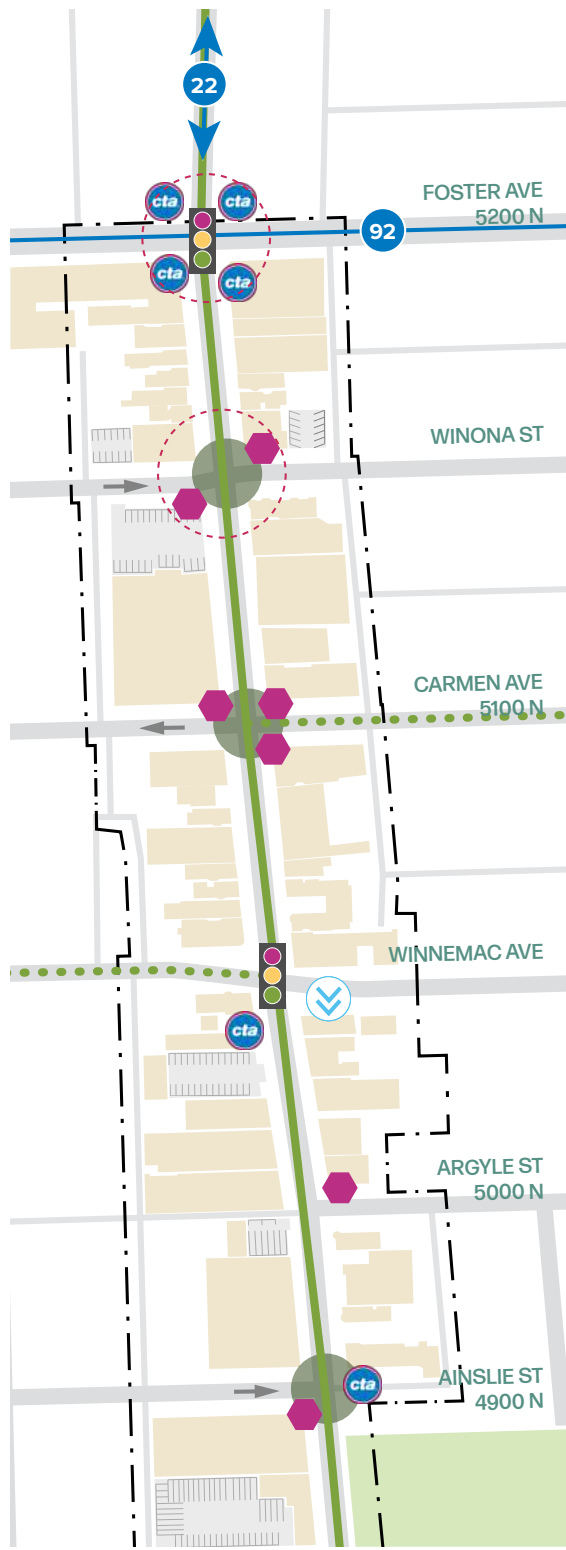 22
cta
cta
FOSTER AVE
5200 N
92
cta
cta
WINONA ST
CARMEN AVE
5100 N
WINNEMAC AVE
cta
ARGYLE ST
5000 N
cta
AINSLIE ST
4900 N